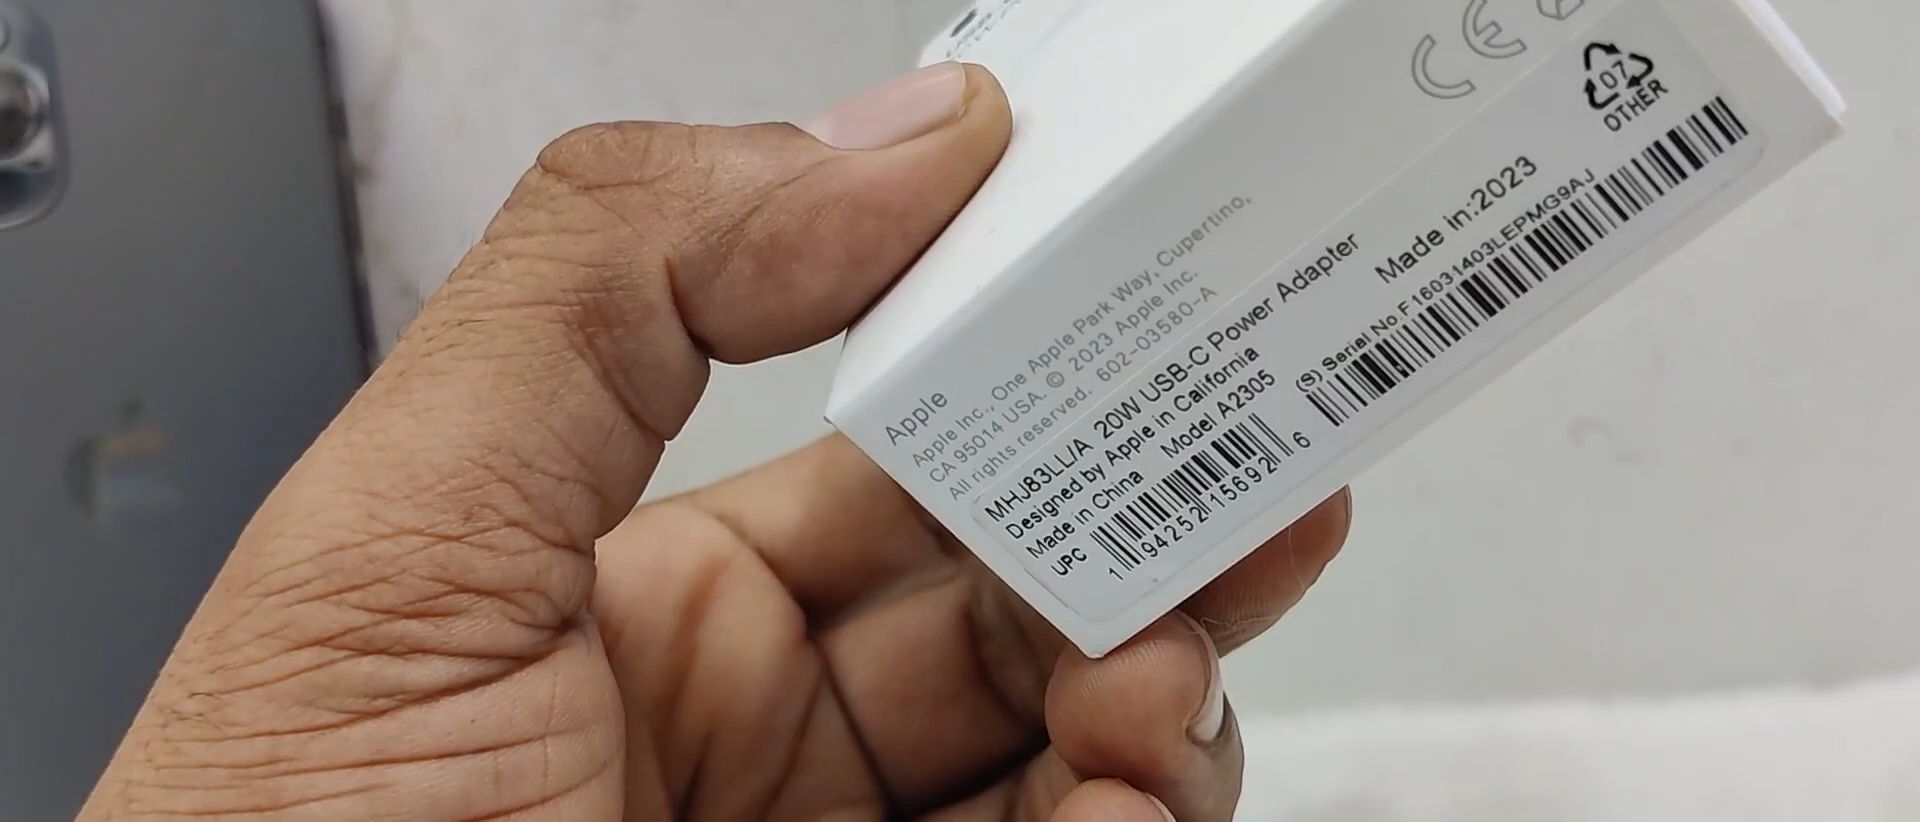 Apple
Apple Inc., One Apple Park Way, Cupertino,
CA 95014 USA. © 2023 Apple Inc.
All rights reserved. 602-03580-A
MHJ83LL/A 20W USB-C Power Adapter
Designed by Apple in California
Made in China Model A2305
UPC
1 94252 15692 6
Made in:2023
(S) Serial No.F16031403LEPMG9AJ
CE
07
OTHER